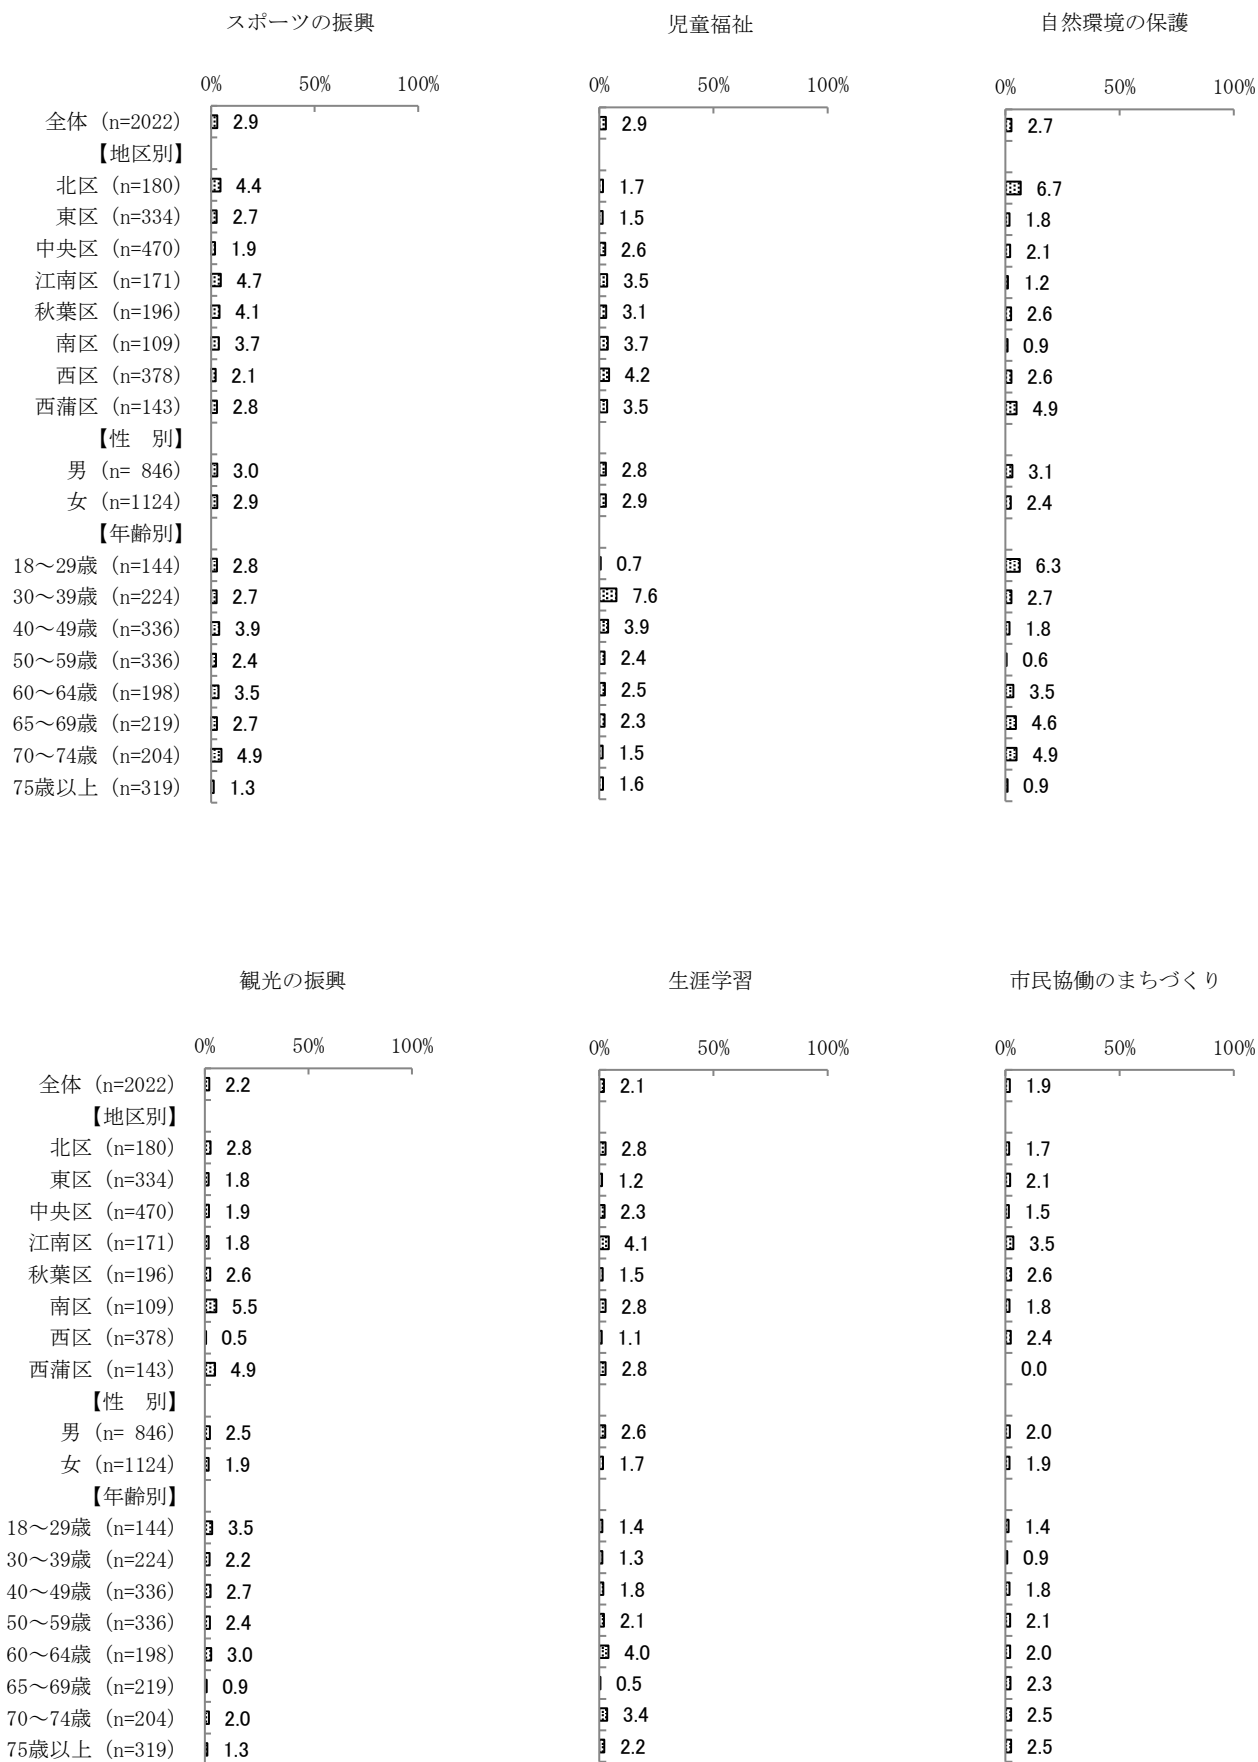 スポーツの振興 児童福祉 自然環境の保護
0% 50% 100% 0% 50% 100% 0% 50% 100%
全体 (n=2022) 2.9 2.9 2.7
【地区別】
北区 (n=180) 4.4 1.7 6.7
東区 (n=334) 2.7 1.5 1.8
中央区 (n=470) 1.9 2.6 2.1
江南区 (n=171) 4.7 3.5 1.2
秋葉区 (n=196) 4.1 3.1 2.6
南区 (n=109) 3.7 3.7 0.9
西区 (n=378) 2.1 4.2 2.6
西蒲区 (n=143) 2.8 3.5 4.9
【性　別】
男 (n= 846) 3.0 2.8 3.1
女 (n=1124) 2.9 2.9 2.4
【年齢別】
18～29歳 (n=144) 2.8 0.7 6.3
30～39歳 (n=224) 2.7 7.6 2.7
40～49歳 (n=336) 3.9 3.9 1.8
50～59歳 (n=336) 2.4 2.4 0.6
60～64歳 (n=198) 3.5 2.5 3.5
65～69歳 (n=219) 2.7 2.3 4.6
70～74歳 (n=204) 4.9 1.5 4.9
75歳以上 (n=319) 1.3 1.6 0.9
観光の振興 生涯学習 市民協働のまちづくり
0% 50% 100% 0% 50% 100% 0% 50% 100%
全体 (n=2022) 2.2 2.1 1.9
【地区別】
北区 (n=180) 2.8 2.8 1.7
東区 (n=334) 1.8 1.2 2.1
中央区 (n=470) 1.9 2.3 1.5
江南区 (n=171) 1.8 4.1 3.5
秋葉区 (n=196) 2.6 1.5 2.6
南区 (n=109) 5.5 2.8 1.8
西区 (n=378) 0.5 1.1 2.4
西蒲区 (n=143) 4.9 2.8 0.0
【性　別】
男 (n= 846) 2.5 2.6 2.0
女 (n=1124) 1.9 1.7 1.9
【年齢別】
18～29歳 (n=144) 3.5 1.4 1.4
30～39歳 (n=224) 2.2 1.3 0.9
40～49歳 (n=336) 2.7 1.8 1.8
50～59歳 (n=336) 2.4 2.1 2.1
60～64歳 (n=198) 3.0 4.0 2.0
65～69歳 (n=219) 0.9 0.5 2.3
70～74歳 (n=204) 2.0 3.4 2.5
75歳以上 (n=319) 1.3 2.2 2.5